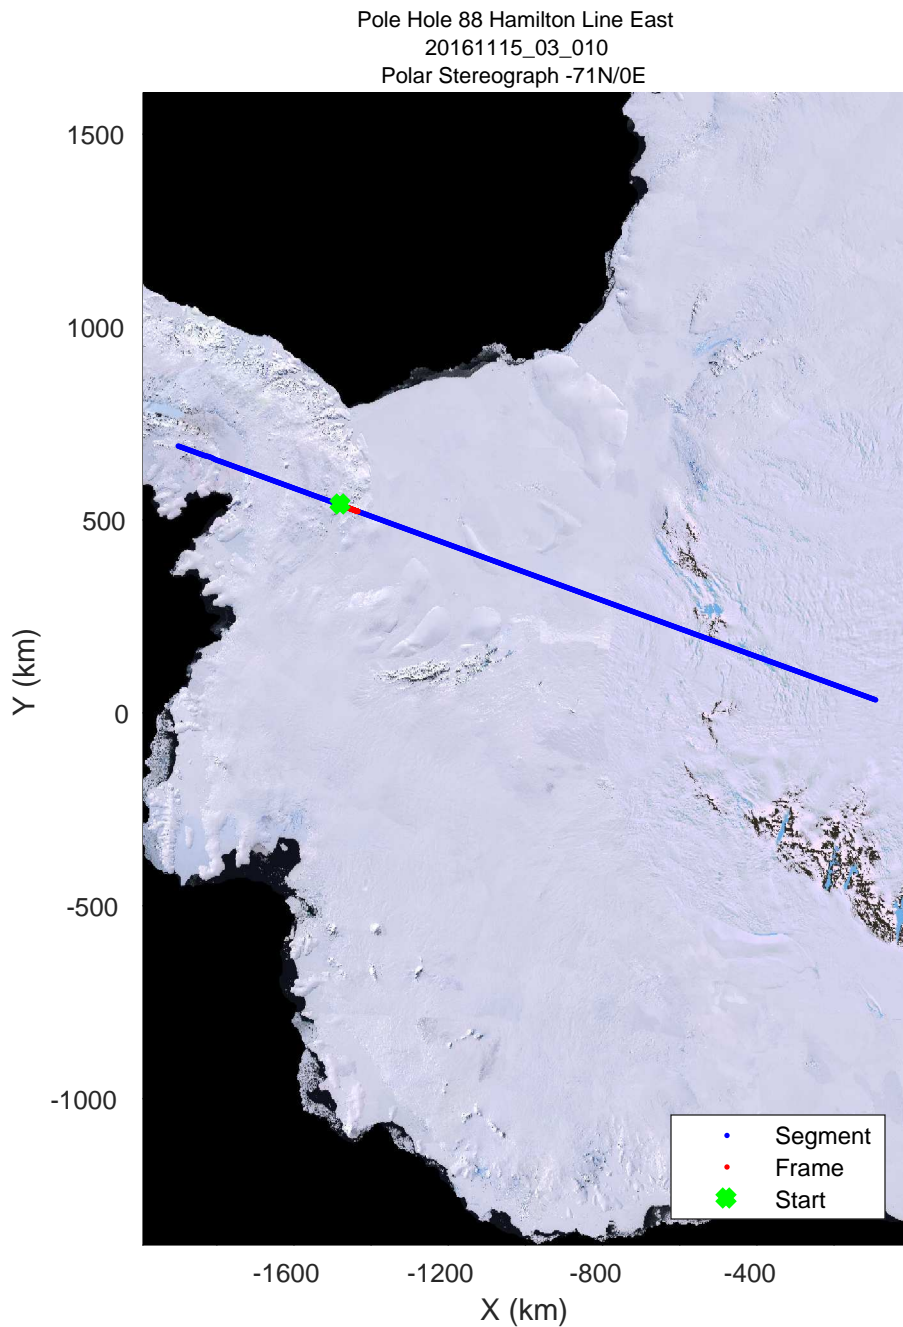 Pole Hole 88 Hamilton Line East
20161115_03_010
Polar Stereograph -71N/0E
1500
1000
500
0
-500
-1000
Y (km)
-1600
-1200
-800
-400
X (km)
Segment
Frame
Start